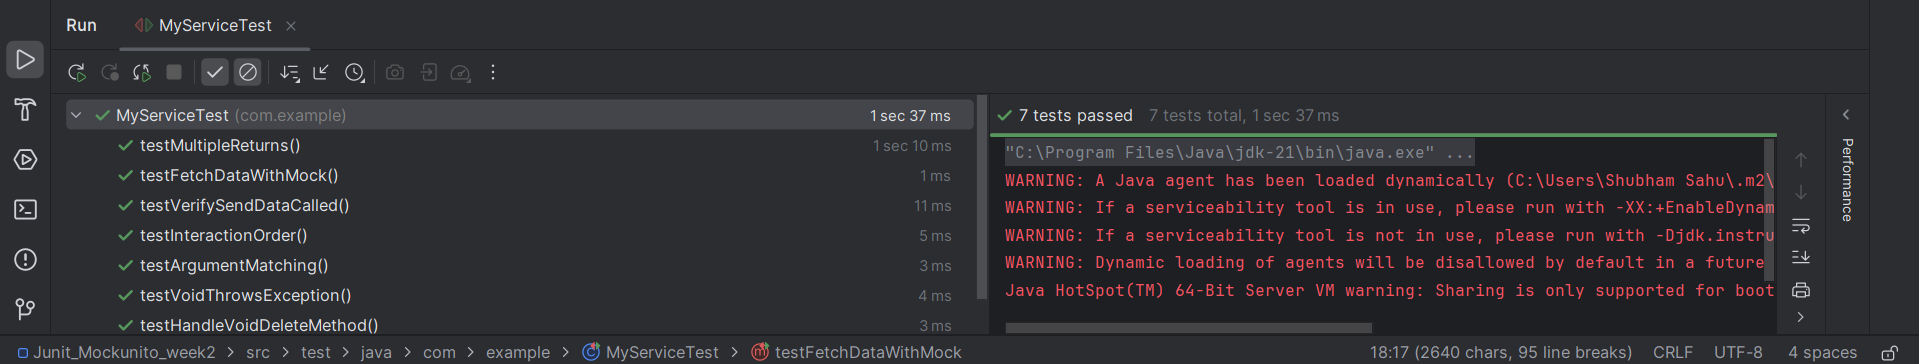 Run MyServiceTest
MyServiceTest (com.example) 1 sec 37 ms
testMultipleReturns() 1 sec 10 ms
testFetchDataWithMock() 1 ms
testVerifySendDataCalled() 11 ms
testInteractionOrder() 5 ms
testArgumentMatching() 3 ms
testVoidThrowsException() 4 ms
testHandleVoidDeleteMethod() 3 ms
7 tests passed 7 tests total, 1 sec 37 ms
"C:\Program Files\Java\jdk-21\bin\java.exe" ...
WARNING: A Java agent has been loaded dynamically (C:\Users\Shubham Sahu\.m2\
WARNING: If a serviceability tool is in use, please run with -XX:+EnableDynam
WARNING: If a serviceability tool is not in use, please run with -Djdk.instru
WARNING: Dynamic loading of agents will be disallowed by default in a future
Java HotSpot(TM) 64-Bit Server VM warning: Sharing is only supported for boot
Performance
Junit_Mockunito_week2 > src > test > java > com > example > MyServiceTest > testFetchDataWithMock 18:17 (2640 chars, 95 line breaks) CRLF UTF-8 4 spaces